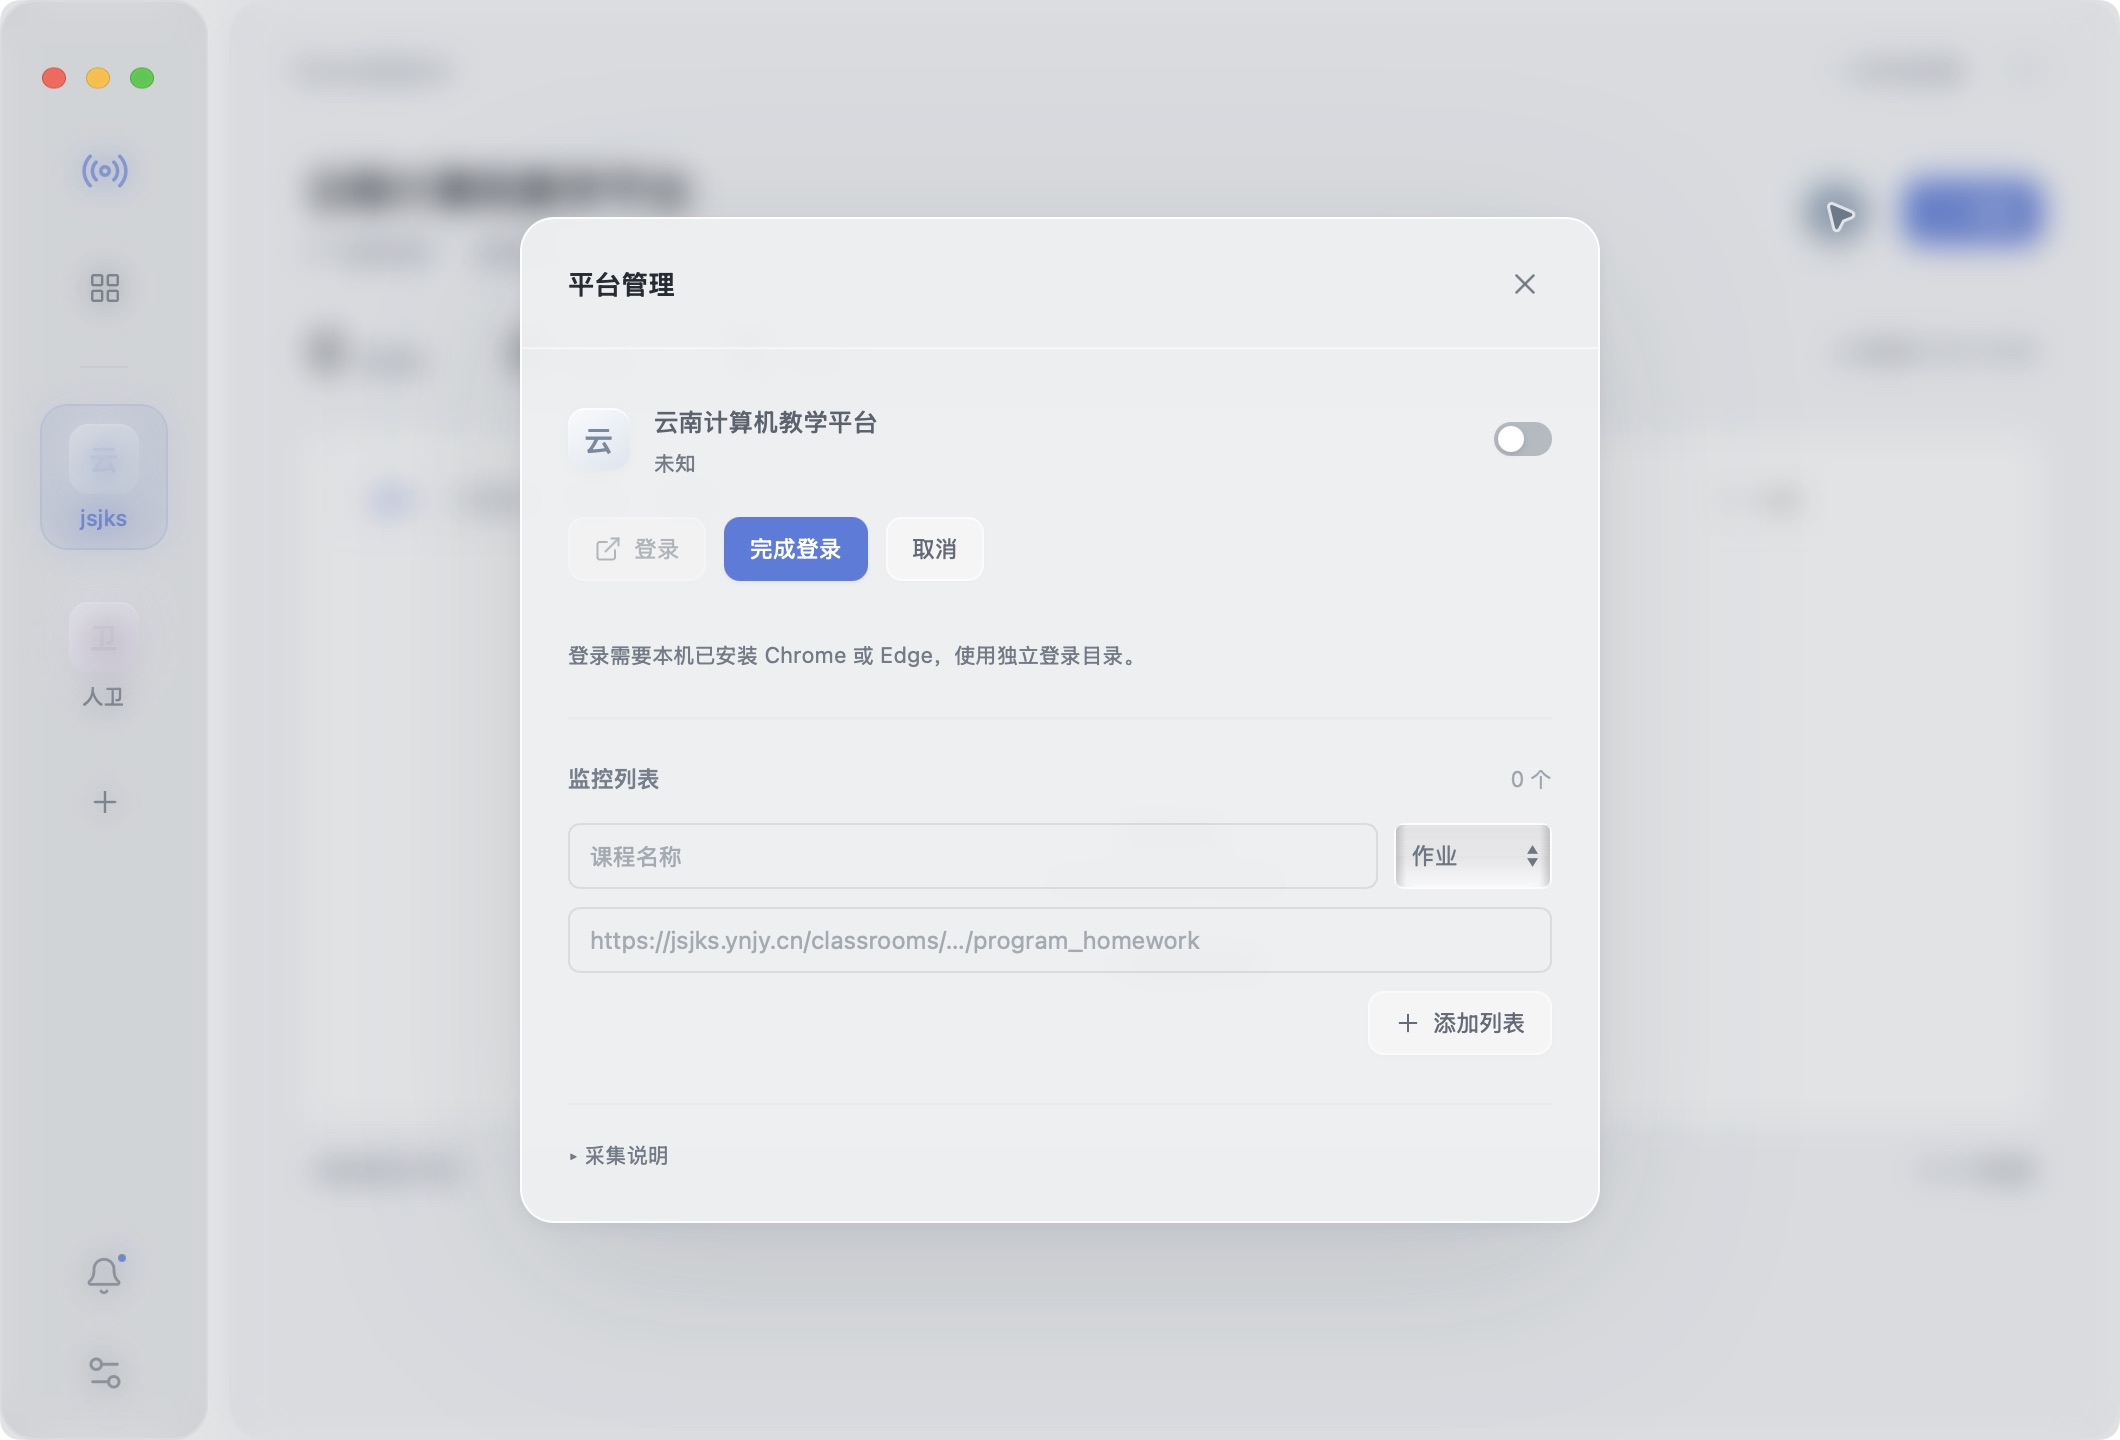 云
jsjks
卫
人卫
平台管理
云
云南计算机教学平台
未知
登录
完成登录
取消
登录需要本机已安装 Chrome 或 Edge，使用独立登录目录。
监控列表
0 个
课程名称
作业
https://jsjks.ynjy.cn/classrooms/.../program_homework
添加列表
采集说明